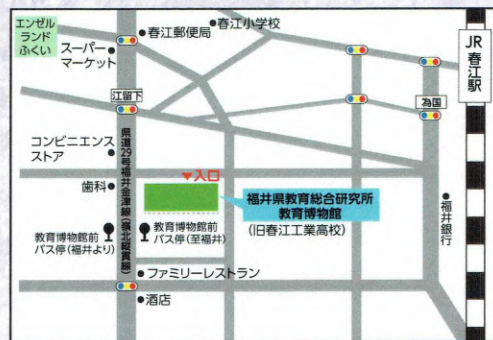 エンゼル
ランド
ふくい
春江郵便局
春江小学校
スーパー
マーケット
JR春江駅
江留下
為国
コンビニエンス
ストア
県道29号福井金津線(嶺北縦貫線)
▼入口
歯科
福井県教育総合研究所
教育博物館
(旧春江工業高校)
福井銀行
教育博物館前
バス停(福井より)
教育博物館前
バス停(至福井)
ファミリーレストラン
酒店